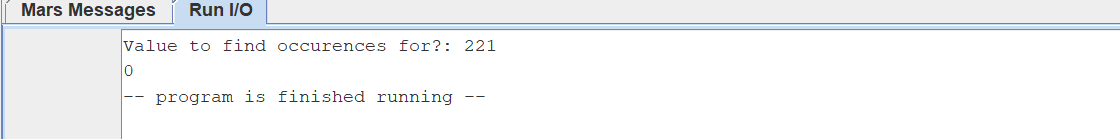 Mars Messages Run I/O
Value to find occurences for?: 221
0
-- program is finished running --